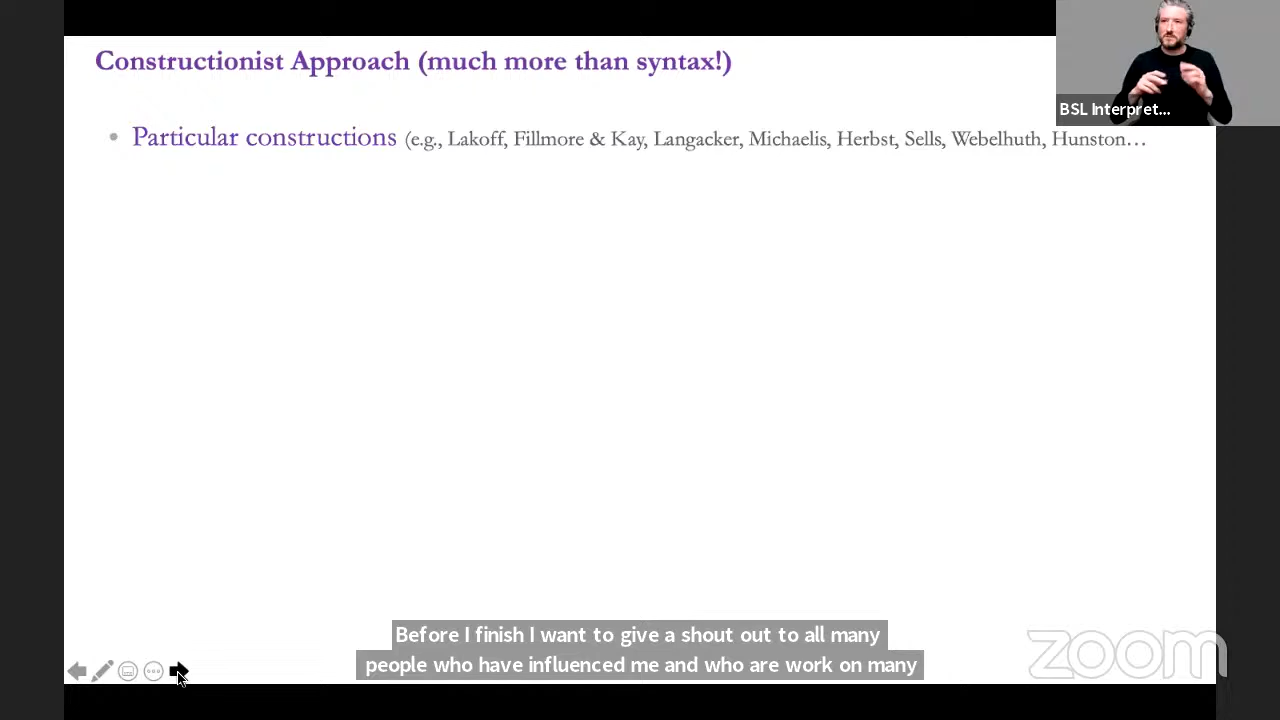 Constructionist Approach (much more than syntax!)
BSL Interpret...
• Particular constructions (e.g., Lakoff, Fillmore & Kay, Langacker, Michaelis, Herbst, Sells, Webelhuth, Hunston…
Before I finish I want to give a shout out to all many
people who have influenced me and who are work on many
zoom